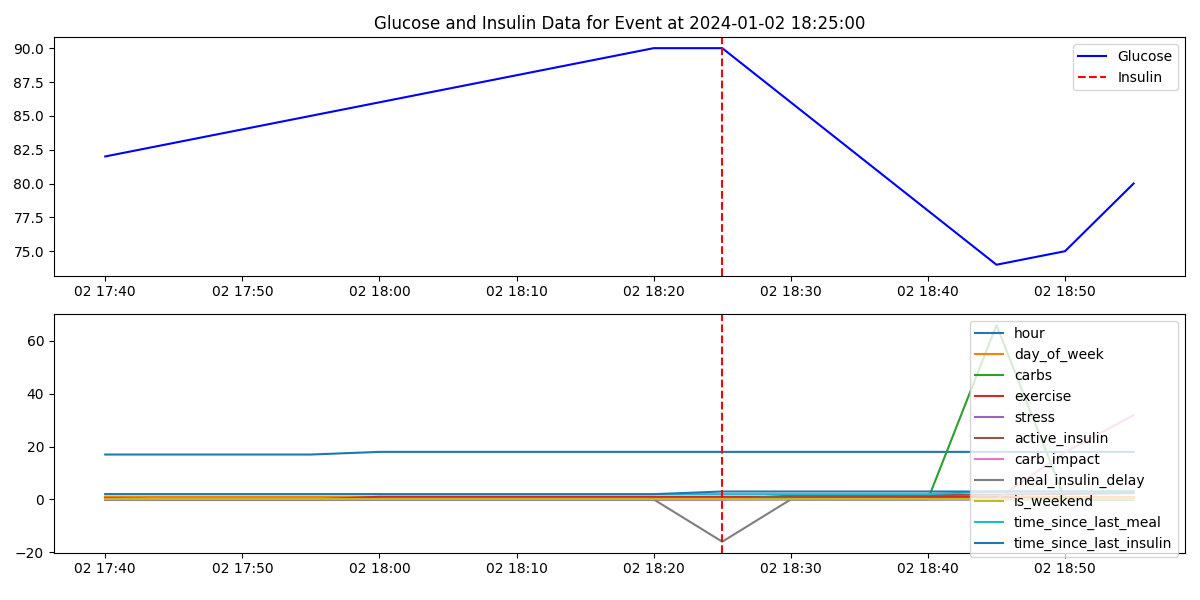 Glucose and Insulin Data for Event at 2024-01-02 18:25:00
90.0
87.5
85.0
82.5
80.0
77.5
75.0
Glucose
Insulin
02 17:40 02 17:50 02 18:00 02 18:10 02 18:20 02 18:30 02 18:40 02 18:50
60
40
20
0
−20
hour
day_of_week
carbs
exercise
stress
active_insulin
carb_impact
meal_insulin_delay
is_weekend
time_since_last_meal
time_since_last_insulin
02 17:40 02 17:50 02 18:00 02 18:10 02 18:20 02 18:30 02 18:40 02 18:50